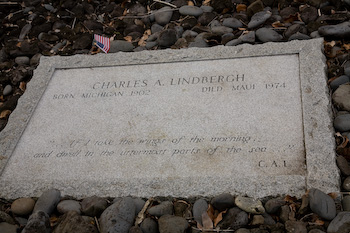 CHARLES A. LINDBERGH
BORN MICHIGAN 1902 DIED MAUI 1974
"...If I take the wings of the morning,
and dwell in the uttermost parts of the sea..."
C.A.L.